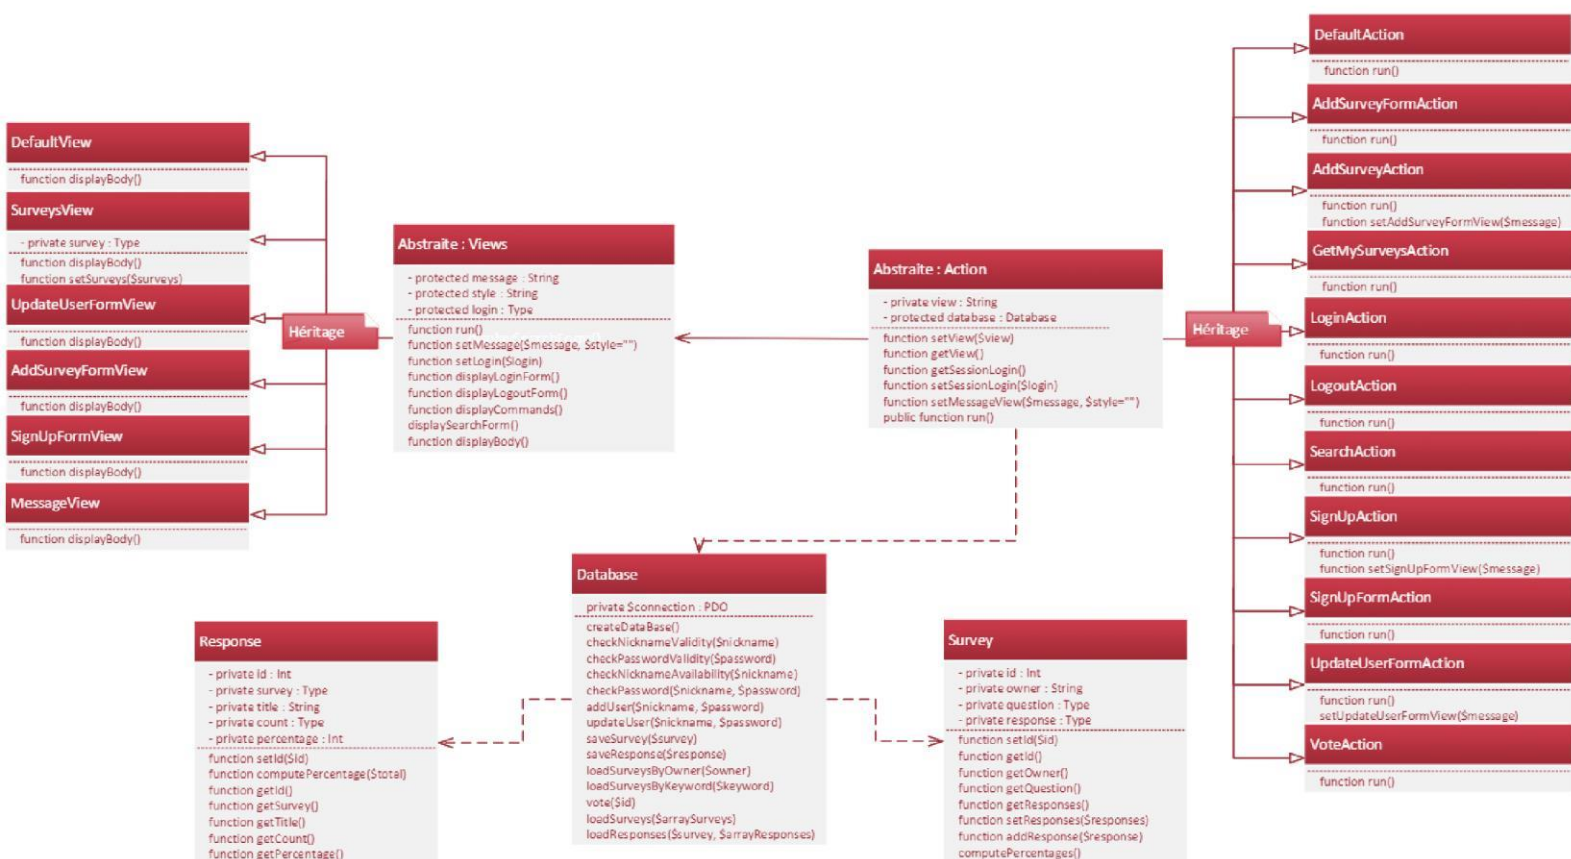 DefaultView
function displayBody()
SurveysView
- private survey : Type
function displayBody()
function setSurveys($surveys)
UpdateUserFormView
function displayBody()
AddSurveyFormView
function displayBody()
SignUpFormView
function displayBody()
MessageView
function displayBody()
Héritage
Abstraite : Views
- protected message : String
- protected style : String
- protected login : Type
function run()
function setMessage($message, $style="")
function setLogin($login)
function displayLoginForm()
function displayLogoutForm()
function displayCommands()
displaySearchForm()
function displayBody()
Abstraite : Action
- private view : String
- protected database : Database
function setView($view)
function getView()
function getSessionLogin()
function setSessionLogin($login)
function setMessageView($message, $style="")
public function run()
Héritage
DefaultAction
function run()
AddSurveyFormAction
function run()
AddSurveyAction
function run()
function setAddSurveyFormView($message)
GetMySurveysAction
function run()
LoginAction
function run()
LogoutAction
function run()
SearchAction
function run()
SignUpAction
function run()
function setSignUpFormView($message)
SignUpFormAction
function run()
UpdateUserFormAction
function run()
setUpdateUserFormView($message)
VoteAction
function run()
Response
- private id : Int
- private survey : Type
- private title : String
- private count : Type
- private percentage : Int
function setId($id)
function computePercentage($total)
function getId()
function getSurvey()
function getTitle()
function getCount()
function getPercentage()
Database
private $connection : PDO
createDataBase()
checkNicknameValidity($nickname)
checkPasswordValidity($password)
checkNicknameAvailability($nickname)
checkPassword($nickname, $password)
addUser($nickname, $password)
updateUser($nickname, $password)
saveSurvey($survey)
saveResponse($response)
loadSurveysByOwner($owner)
loadSurveysByKeyword($keyword)
vote($id)
loadSurveys($arraySurveys)
loadResponses($survey, $arrayResponses)
Survey
- private id : Int
- private owner : String
- private question : Type
- private response : Type
function setId($id)
function getId()
function getOwner()
function getQuestion()
function getResponses()
function setResponses($responses)
function addResponse($response)
computePercentages()